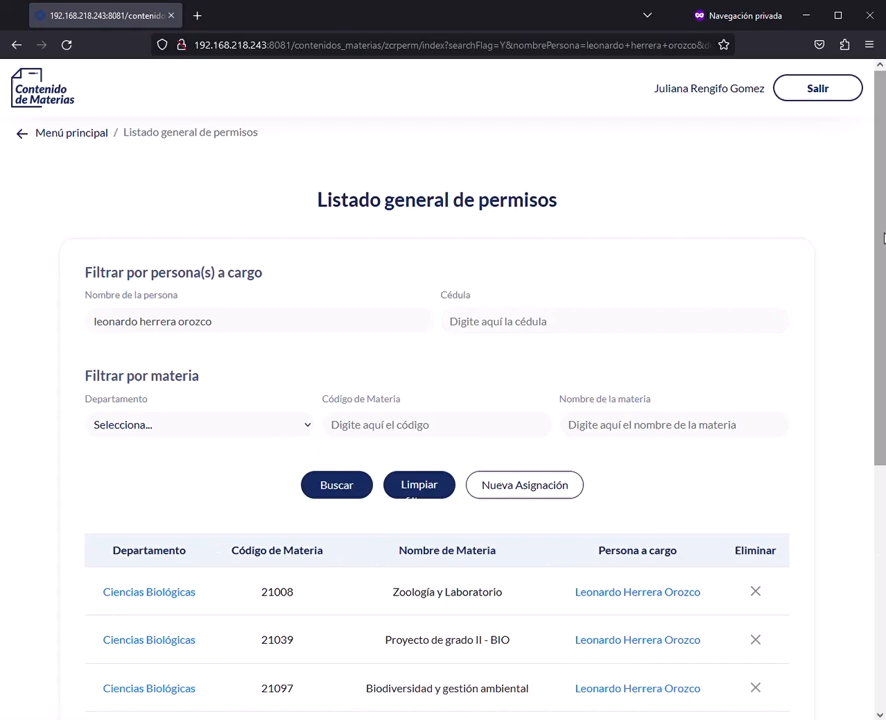 192.168.218.243:8081/contenido
Navegación privada
192.168.218.243:8081/contenidos_materias/zcrperm/index?searchFlag=Y&nombrePersona=leonardo+herrera+orozco&d
Contenido
de Materias
Juliana Rengifo Gomez
Salir
Menú principal / Listado general de permisos
Listado general de permisos
Filtrar por persona(s) a cargo
Nombre de la persona Cédula
leonardo herrera orozco Digite aquí la cédula
Filtrar por materia
Departamento Código de Materia Nombre de la materia
Selecciona... Digite aquí el código Digite aquí el nombre de la materia
Buscar Limpiar Nueva Asignación
Departamento Código de Materia Nombre de Materia Persona a cargo Eliminar
Ciencias Biológicas 21008 Zoología y Laboratorio Leonardo Herrera Orozco
Ciencias Biológicas 21039 Proyecto de grado II - BIO Leonardo Herrera Orozco
Ciencias Biológicas 21097 Biodiversidad y gestión ambiental Leonardo Herrera Orozco